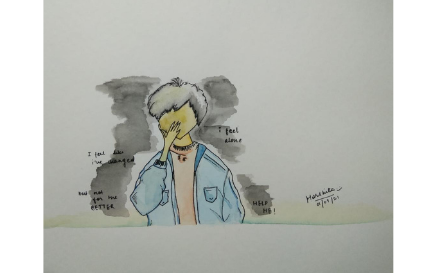 I feel
alone
I feel like
I've changed
And not
for the
BETTER
HELP
ME!